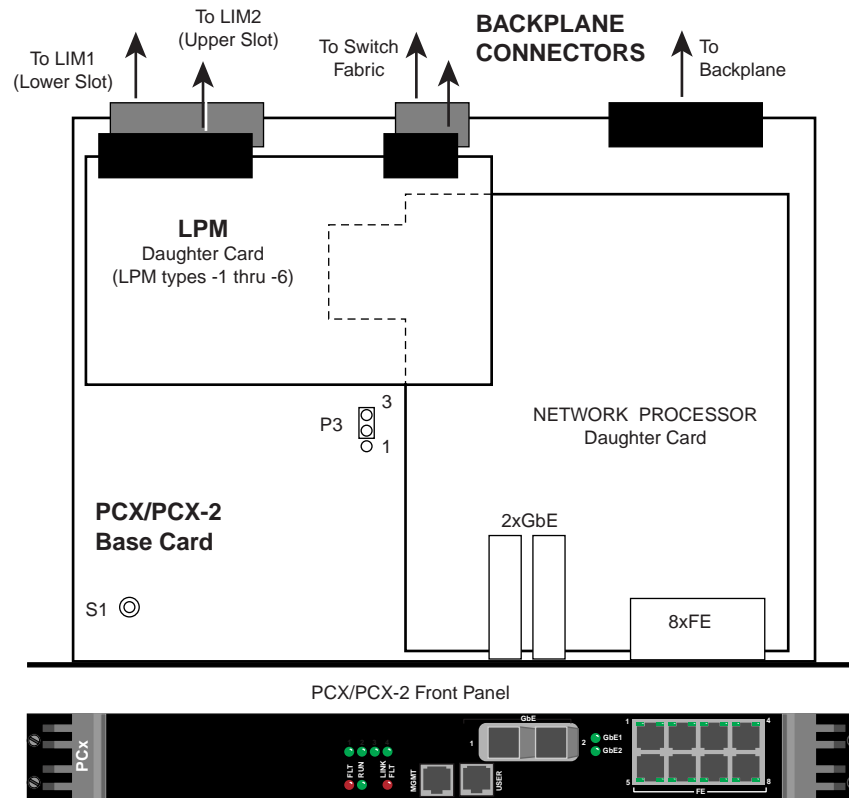 To LIM2
(Upper Slot)
To LIM1
(Lower Slot)
To Switch
Fabric
BACKPLANE
CONNECTORS
To
Backplane
LPM
Daughter Card
(LPM types -1 thru -6)
P3
3
1
NETWORK PROCESSOR
Daughter Card
PCX/PCX-2
Base Card
2xGbE
S1
8xFE
PCX/PCX-2 Front Panel
PCx
FLT
RUN
LINK
FLT
MGMT
USER
GbE
1
2
GbE1
GbE2
1
4
5
8
FE